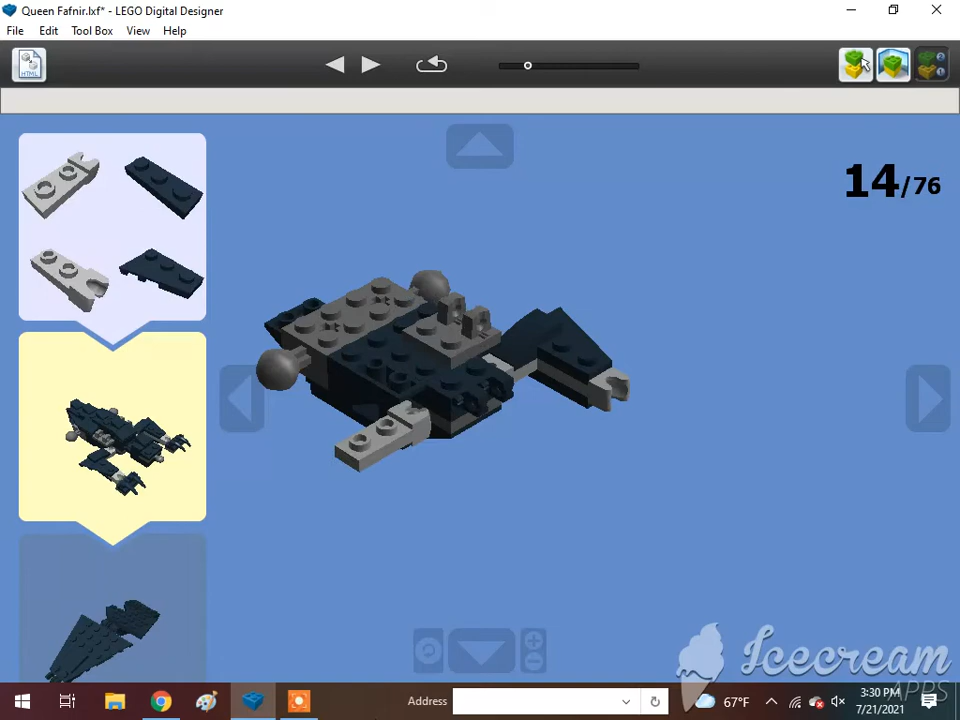 Queen Fafnir.lxf* - LEGO Digital Designer
File Edit Tool Box View Help
HTML
14/76
Icecream
APPS
Address
67°F
3:30 PM
7/21/2021